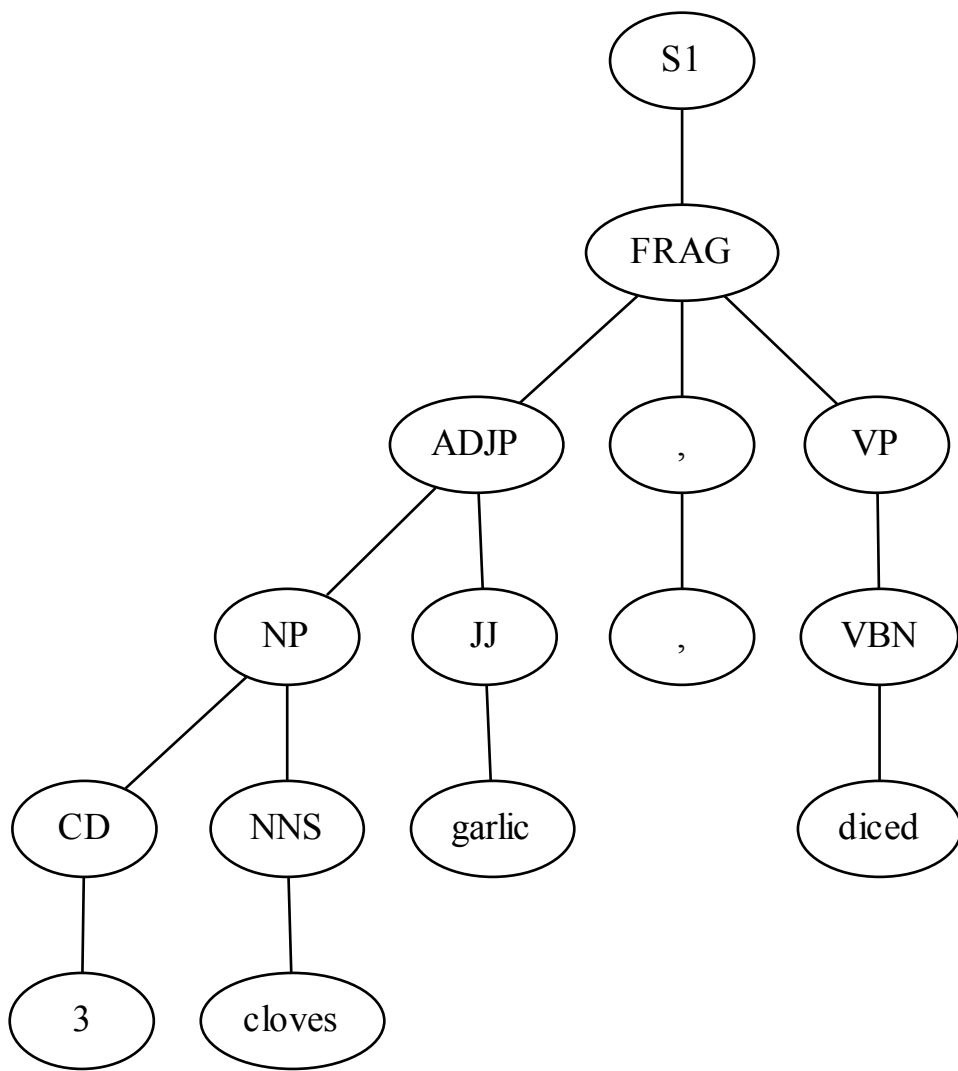 S1
FRAG
ADJP , VP
NP JJ , VBN
CD NNS garlic diced
3 cloves